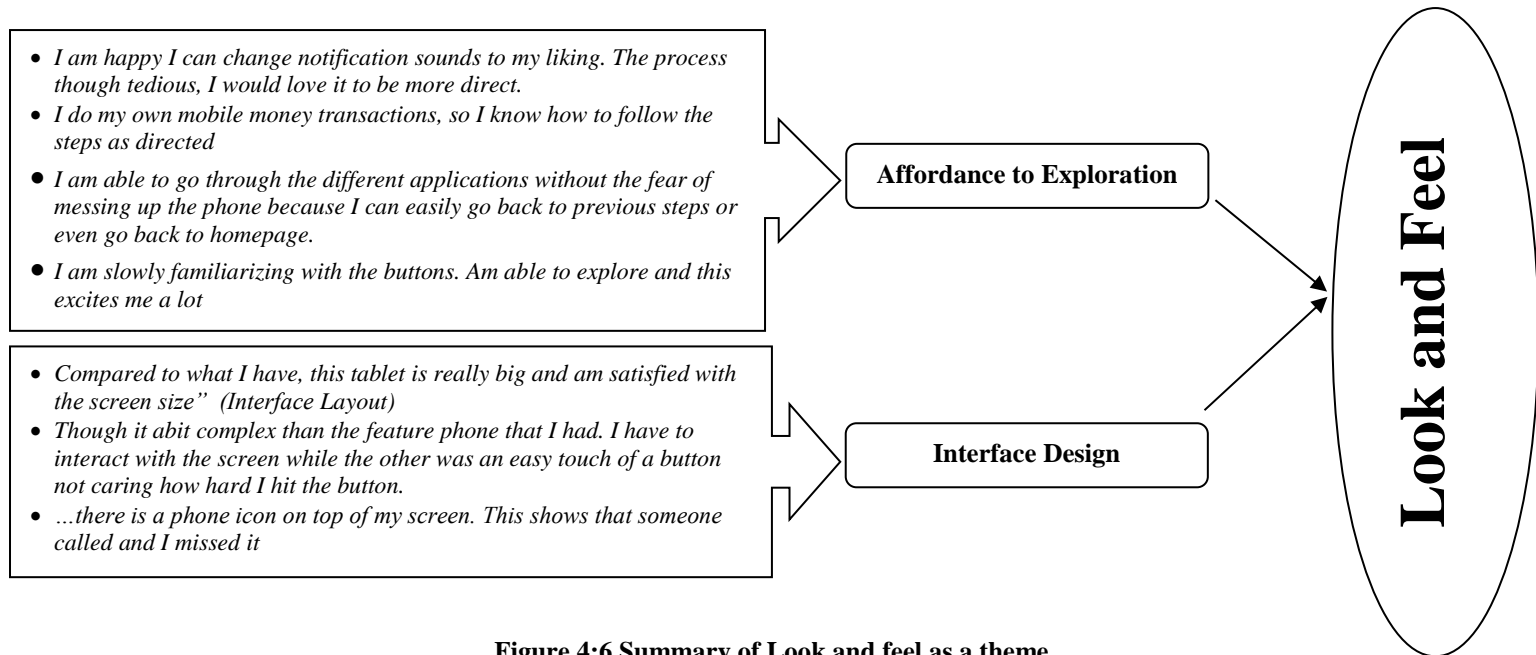 • I am happy I can change notification sounds to my liking. The process
though tedious, I would love it to be more direct.
• I do my own mobile money transactions, so I know how to follow the
steps as directed
• I am able to go through the different applications without the fear of
messing up the phone because I can easily go back to previous steps or
even go back to homepage.
• I am slowly familiarizing with the buttons. Am able to explore and this
excites me a lot
Affordance to Exploration
• Compared to what I have, this tablet is really big and am satisfied with
the screen size” (Interface Layout)
• Though it abit complex than the feature phone that I had. I have to
interact with the screen while the other was an easy touch of a button
not caring how hard I hit the button.
• …there is a phone icon on top of my screen. This shows that someone
called and I missed it
Interface Design
Look and Feel
Figure 4:6 Summary of Look and feel as a theme